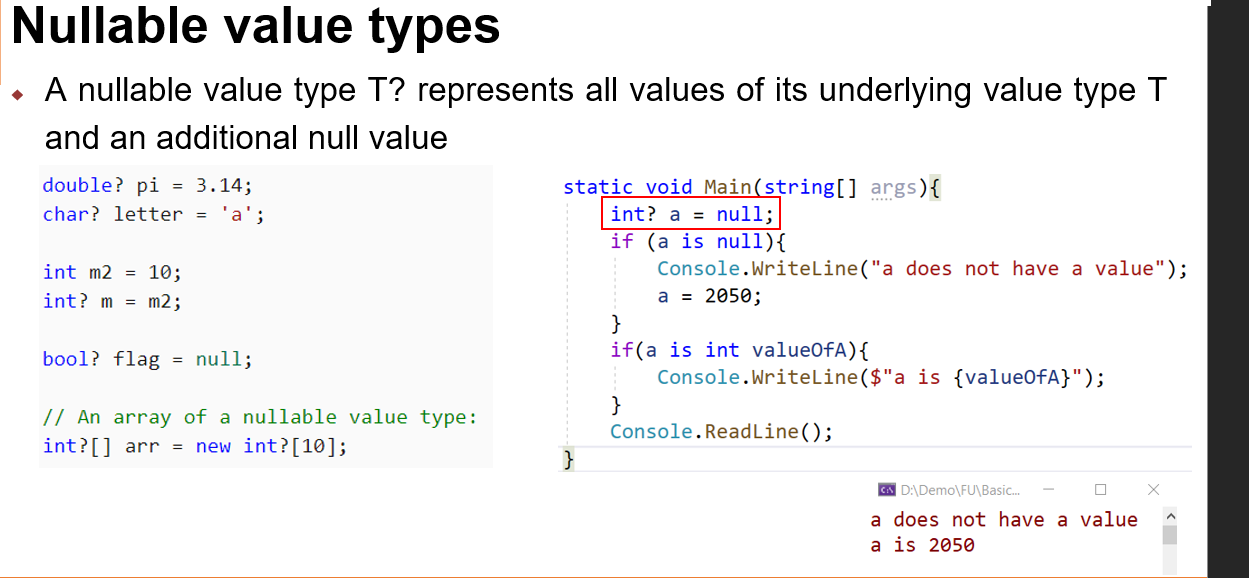 Nullable value types
A nullable value type T? represents all values of its underlying value type T
and an additional null value
double? pi = 3.14;
char? letter = 'a';
int m2 = 10;
int? m = m2;
bool? flag = null;
// An array of a nullable value type:
int?[] arr = new int?[10];
static void Main(string[] args){
int? a = null;
if (a is null){
Console.WriteLine("a does not have a value");
a = 2050;
}
if(a is int valueOfA){
Console.WriteLine($"a is {valueOfA}");
}
Console.ReadLine();
}
D:\Demo\FU\Basic...
a does not have a value
a is 2050